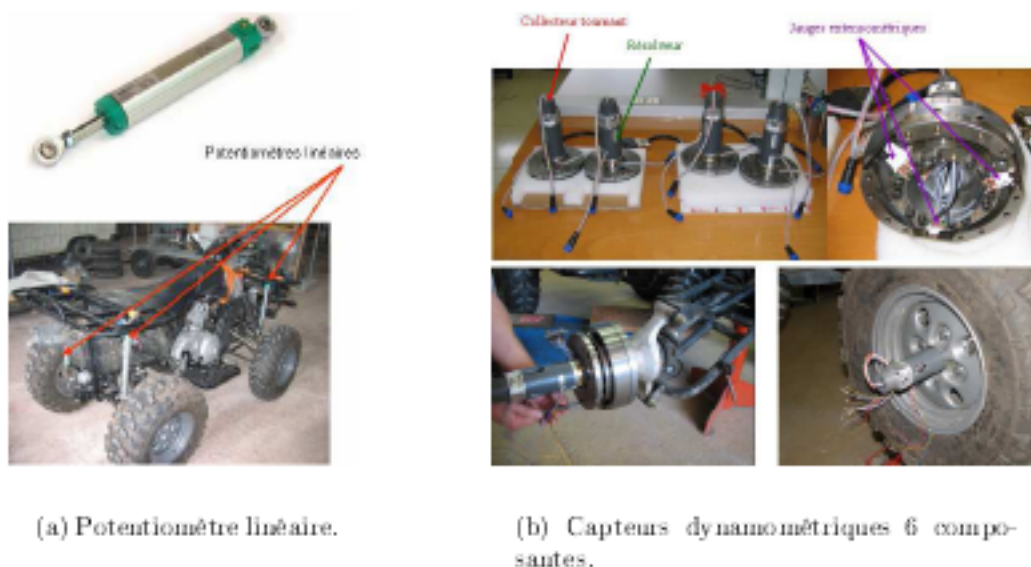 Collecteur tournant
Résolveur
Jauges extensométriques
Potentiomètres linéaires
(a) Potentiomètre linéaire.
(b) Capteurs dynamométriques 6 compo-
santes.